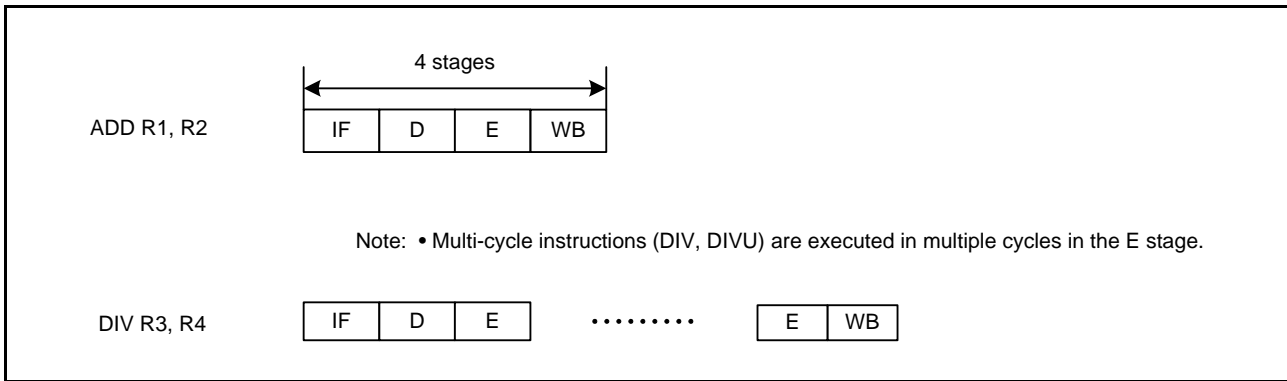 4 stages
ADD R1, R2 IF D E WB
Note: • Multi-cycle instructions (DIV, DIVU) are executed in multiple cycles in the E stage.
DIV R3, R4 IF D E ········· E WB